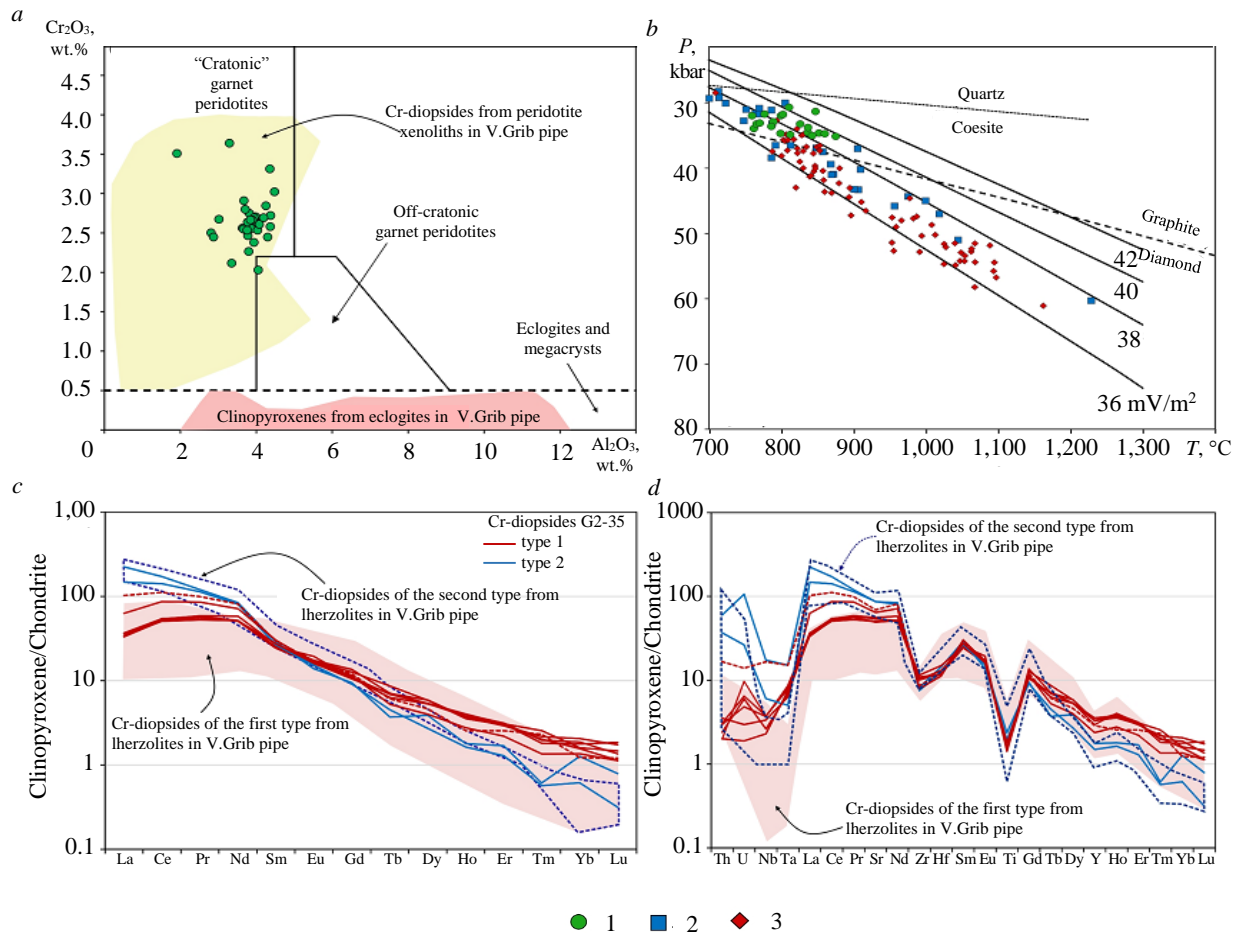 a
Cr₂O₃,
wt.%
4.5
4.0
3.5
3.0
2.5
2.0
1.5
1.0
0.5
0
2
4
6
8
10
12
Al₂O₃,
wt.%
“Cratonic”
garnet
peridotites
Cr-diopsides from peridotite
xenoliths in V.Grib pipe
Off-cratonic
garnet peridotites
Eclogites and
megacrysts
Clinopyroxenes from eclogites in V.Grib pipe
b
P,
kbar
30
40
50
60
70
80
700
800
900
1,000
1,100
1,200
1,300
T, °C
Quartz
Coesite
Graphite
Diamond
42
40
38
36 mV/m²
c
Clinopyroxene/Chondrite
1,00
100
10
1
0.1
Cr-diopsides G2-35
type 1
type 2
Cr-diopsides of the second type from
lherzolites in V.Grib pipe
Cr-diopsides of the first type from
lherzolites in V.Grib pipe
La Ce Pr Nd Sm Eu Gd Tb Dy Ho Er Tm Yb Lu
d
Clinopyroxene/Chondrite
1000
100
10
1
0.1
Cr-diopsides of the second type from
lherzolites in V.Grib pipe
Cr-diopsides of the first type from
lherzolites in V.Grib pipe
Th U Nb Ta La Ce Pr Sr Nd Zr Hf Sm Eu Ti Gd Tb Dy Y Ho Er Tm Yb Lu
1 2 3